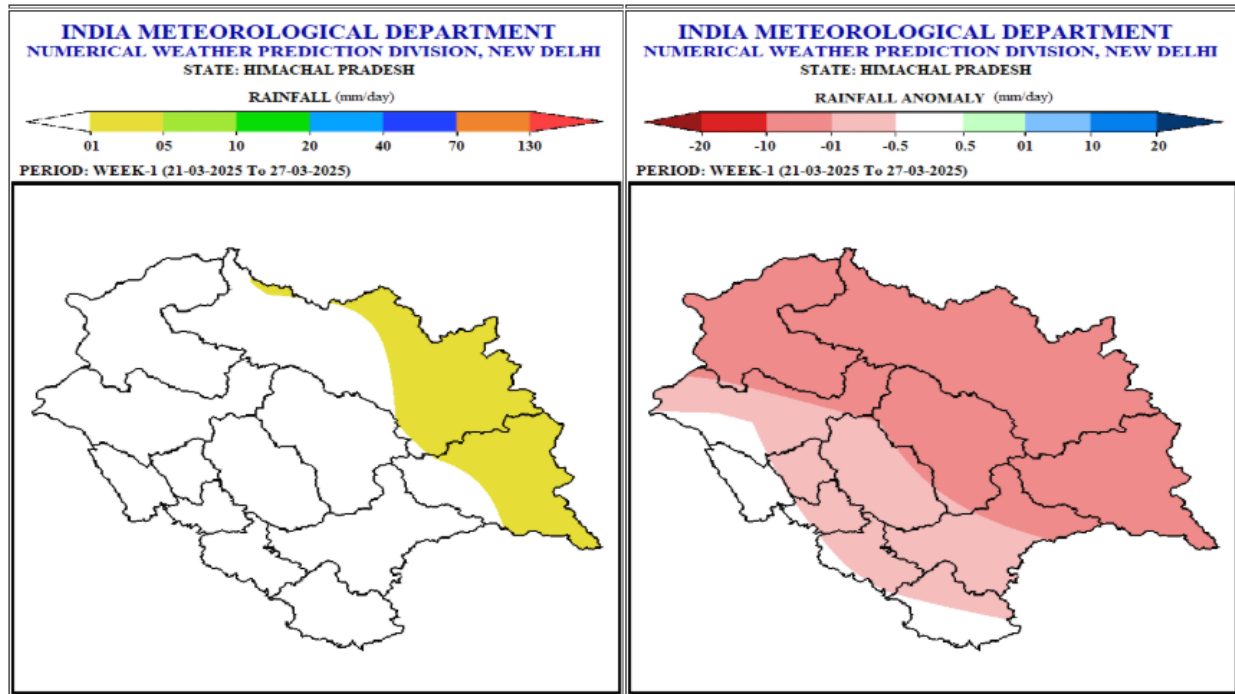 INDIA METEOROLOGICAL DEPARTMENT
NUMERICAL WEATHER PREDICTION DIVISION, NEW DELHI
STATE: HIMACHAL PRADESH
RAINFALL (mm/day)
01 05 10 20 40 70 130
PERIOD: WEEK-1 (21-03-2025 To 27-03-2025)
INDIA METEOROLOGICAL DEPARTMENT
NUMERICAL WEATHER PREDICTION DIVISION, NEW DELHI
STATE: HIMACHAL PRADESH
RAINFALL ANOMALY (mm/day)
-20 -10 -01 -0.5 0.5 01 10 20
PERIOD: WEEK-1 (21-03-2025 To 27-03-2025)